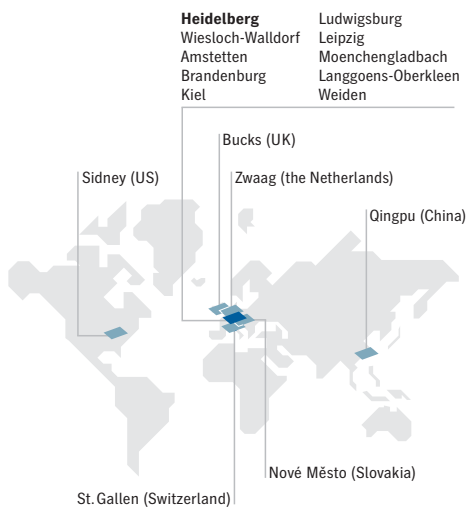 Heidelberg
Wiesloch-Walldorf
Amstetten
Brandenburg
Kiel
Ludwigsburg
Leipzig
Moenchengladbach
Langgoens-Oberkleen
Weiden
Bucks (UK)
Sidney (US)
Zwaag (the Netherlands)
Qingpu (China)
Nové Město (Slovakia)
St. Gallen (Switzerland)